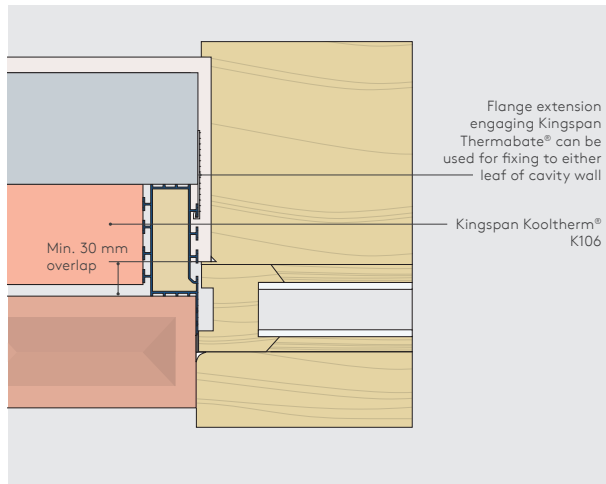 Flange extension
engaging Kingspan
Thermabate® can be
used for fixing to either
leaf of cavity wall
Kingspan Kooltherm®
K106
Min. 30 mm
overlap